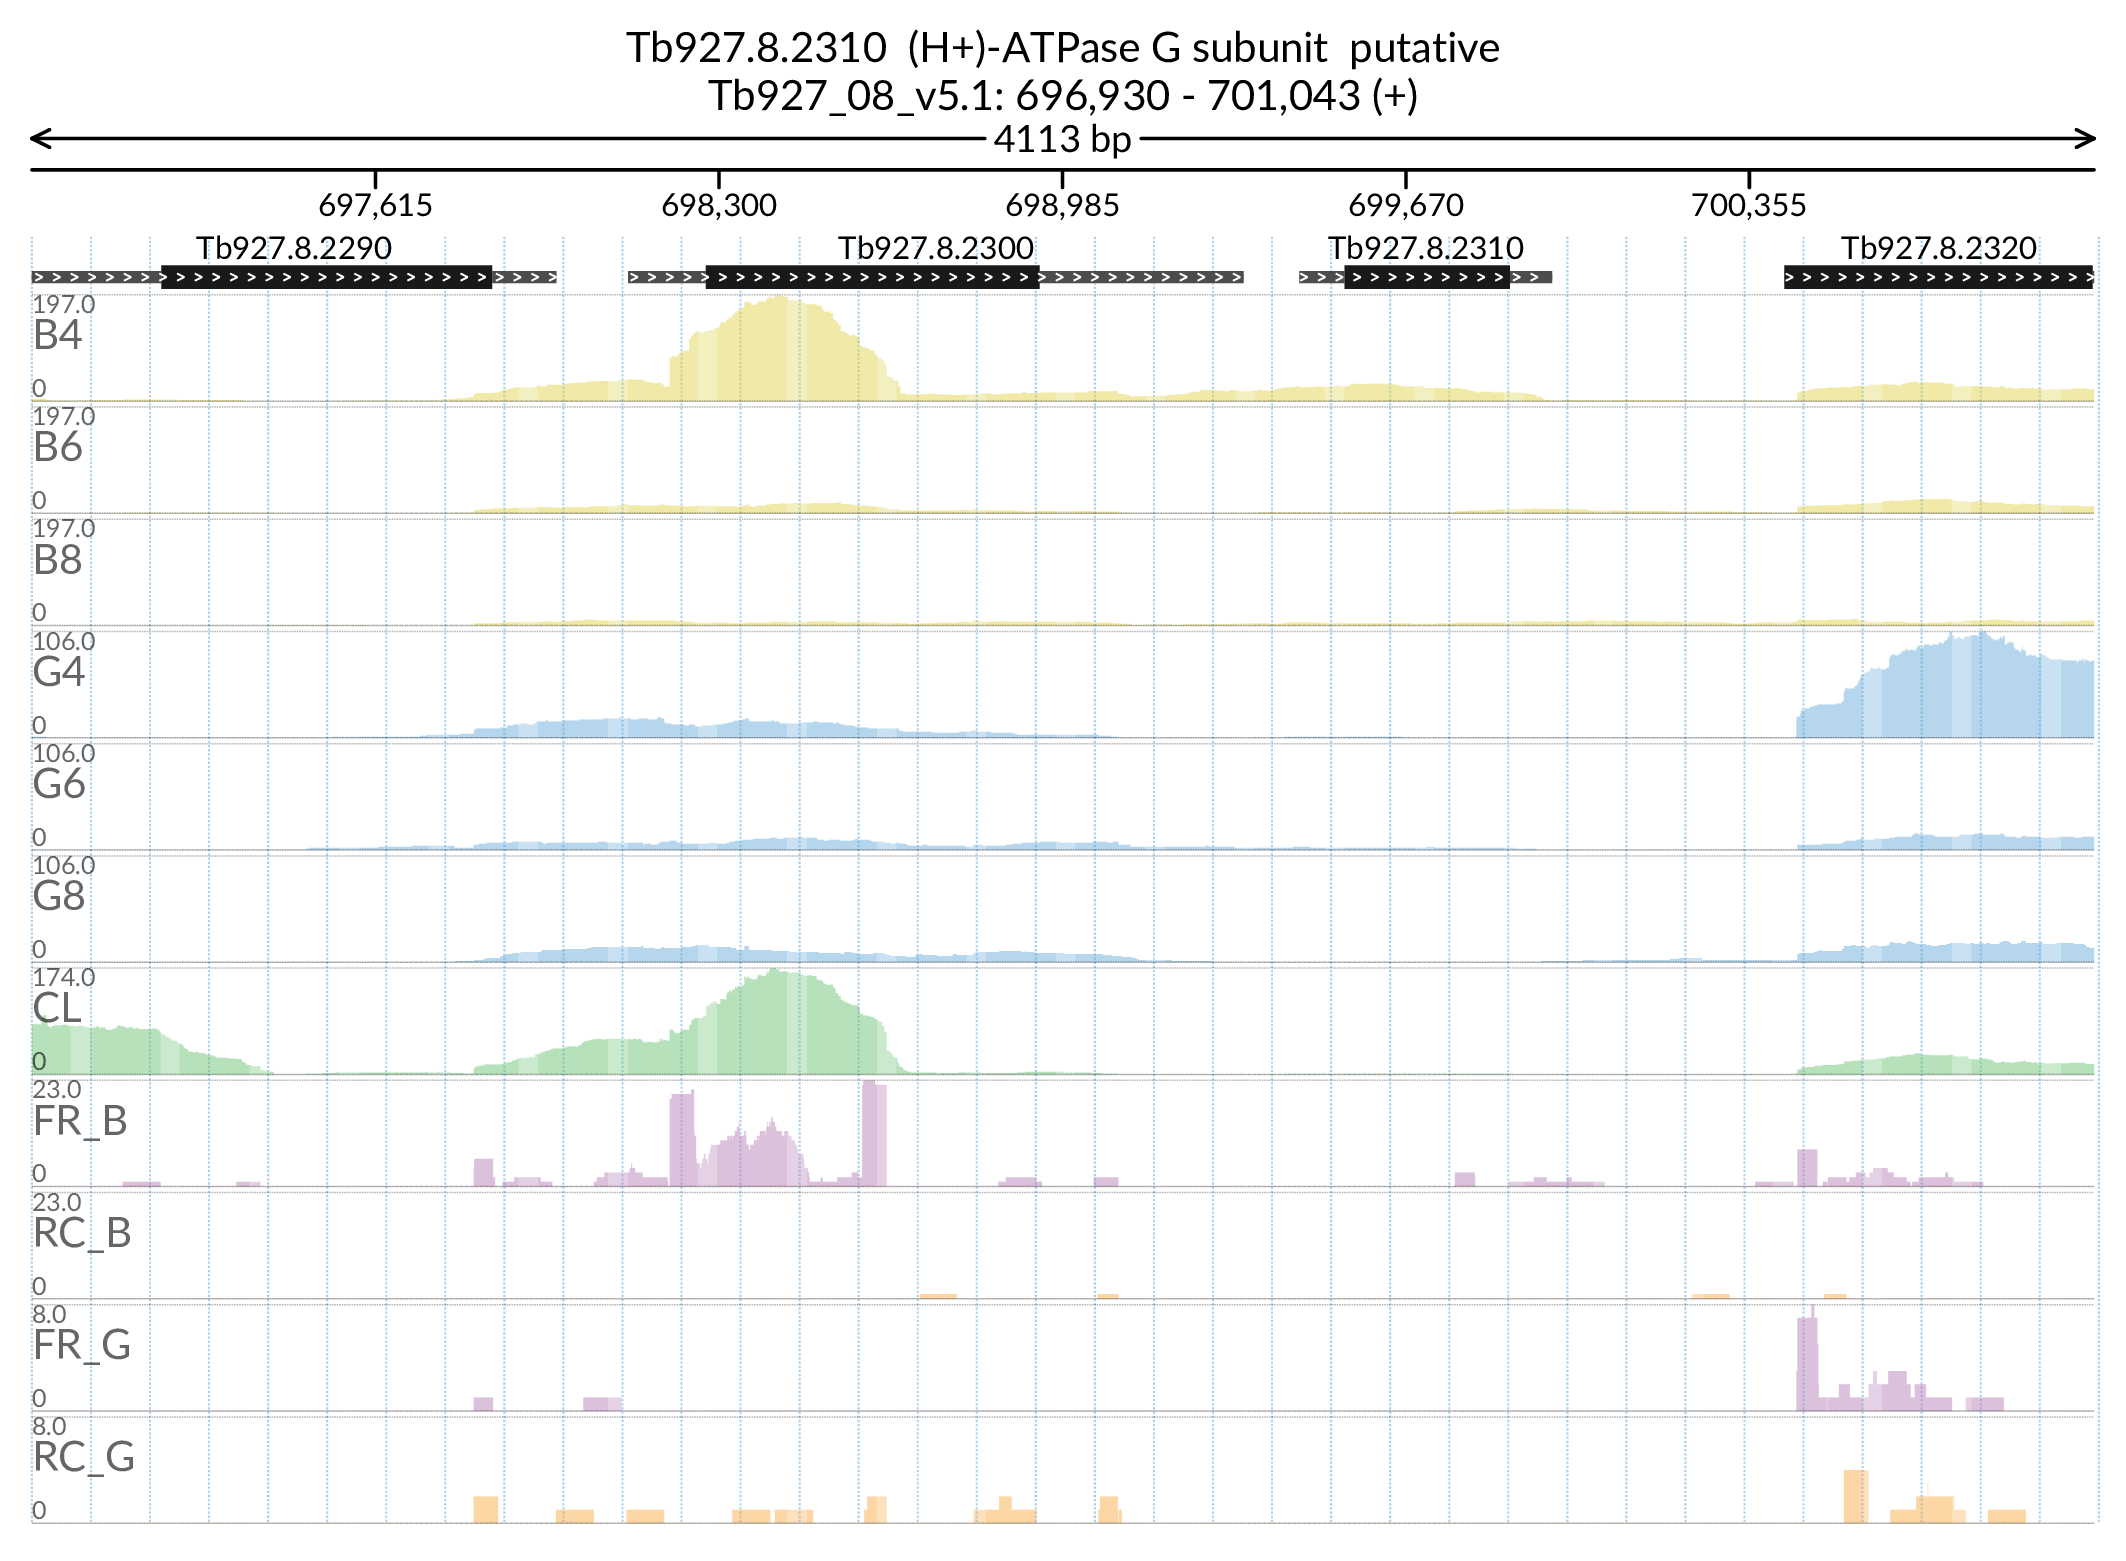 Tb927.8.2310  (H+)-ATPase G subunit  putative
Tb927_08_v5.1: 696,930 - 701,043 (+)
4113 bp
697,615 698,300 698,985 699,670 700,355
Tb927.8.2290 Tb927.8.2300 Tb927.8.2310 Tb927.8.2320
197.0
B4
0
197.0
B6
0
197.0
B8
0
106.0
G4
0
106.0
G6
0
106.0
G8
0
174.0
CL
0
23.0
FR_B
0
23.0
RC_B
0
8.0
FR_G
0
8.0
RC_G
0